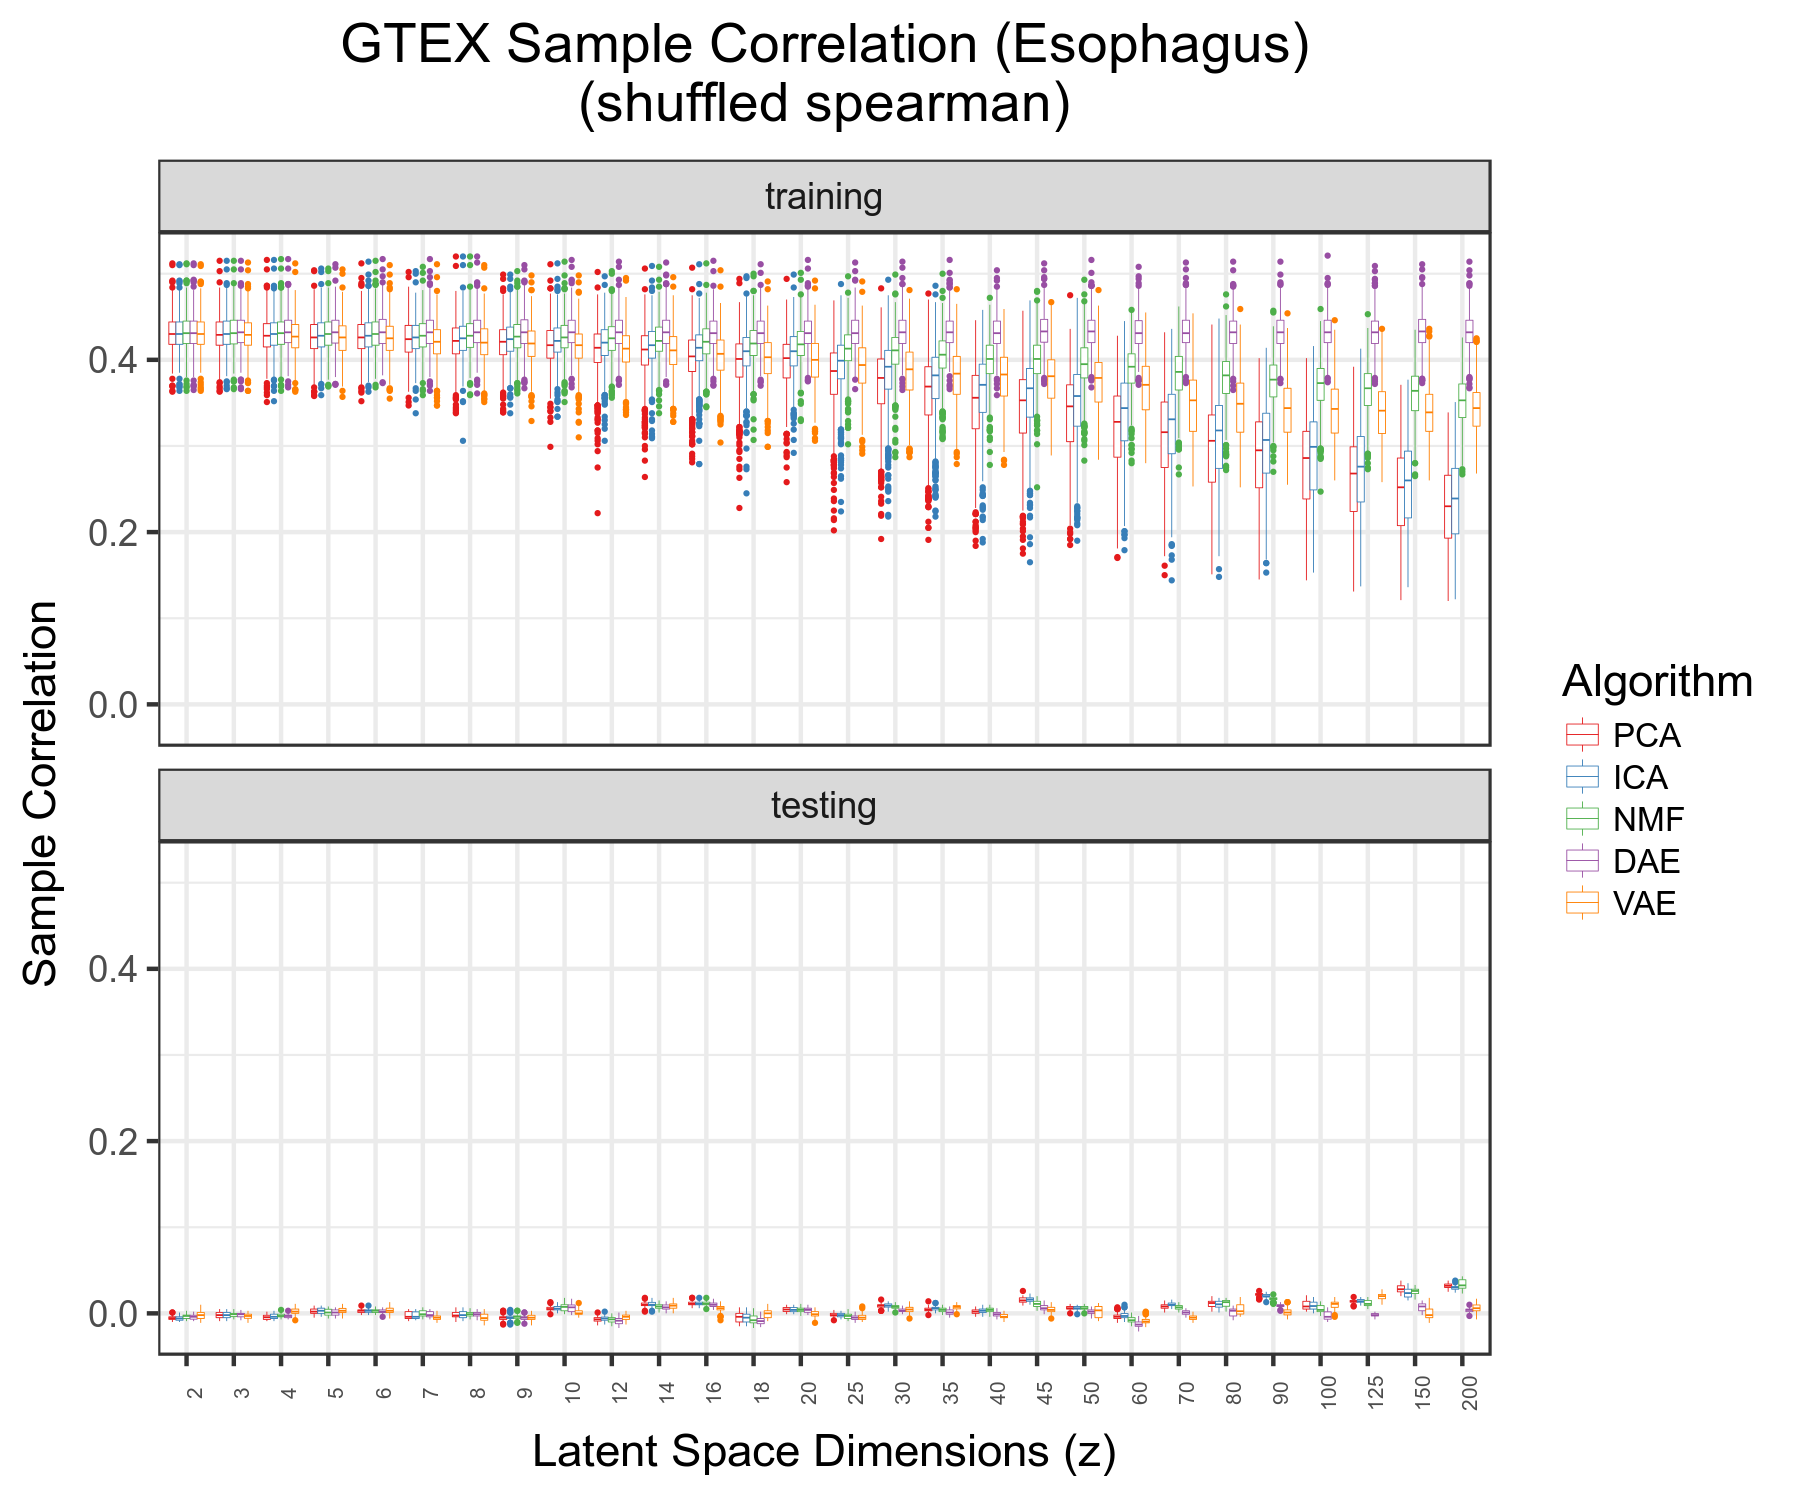 GTEX Sample Correlation (Esophagus)
(shuffled spearman)
training
0.4
0.2
0.0
testing
0.4
0.2
0.0
Sample Correlation
2 3 4 5 6 7 8 9 10 12 14 16 18 20 25 30 35 40 45 50 60 70 80 90 100 125 150 200
Latent Space Dimensions (z)
Algorithm
PCA
ICA
NMF
DAE
VAE